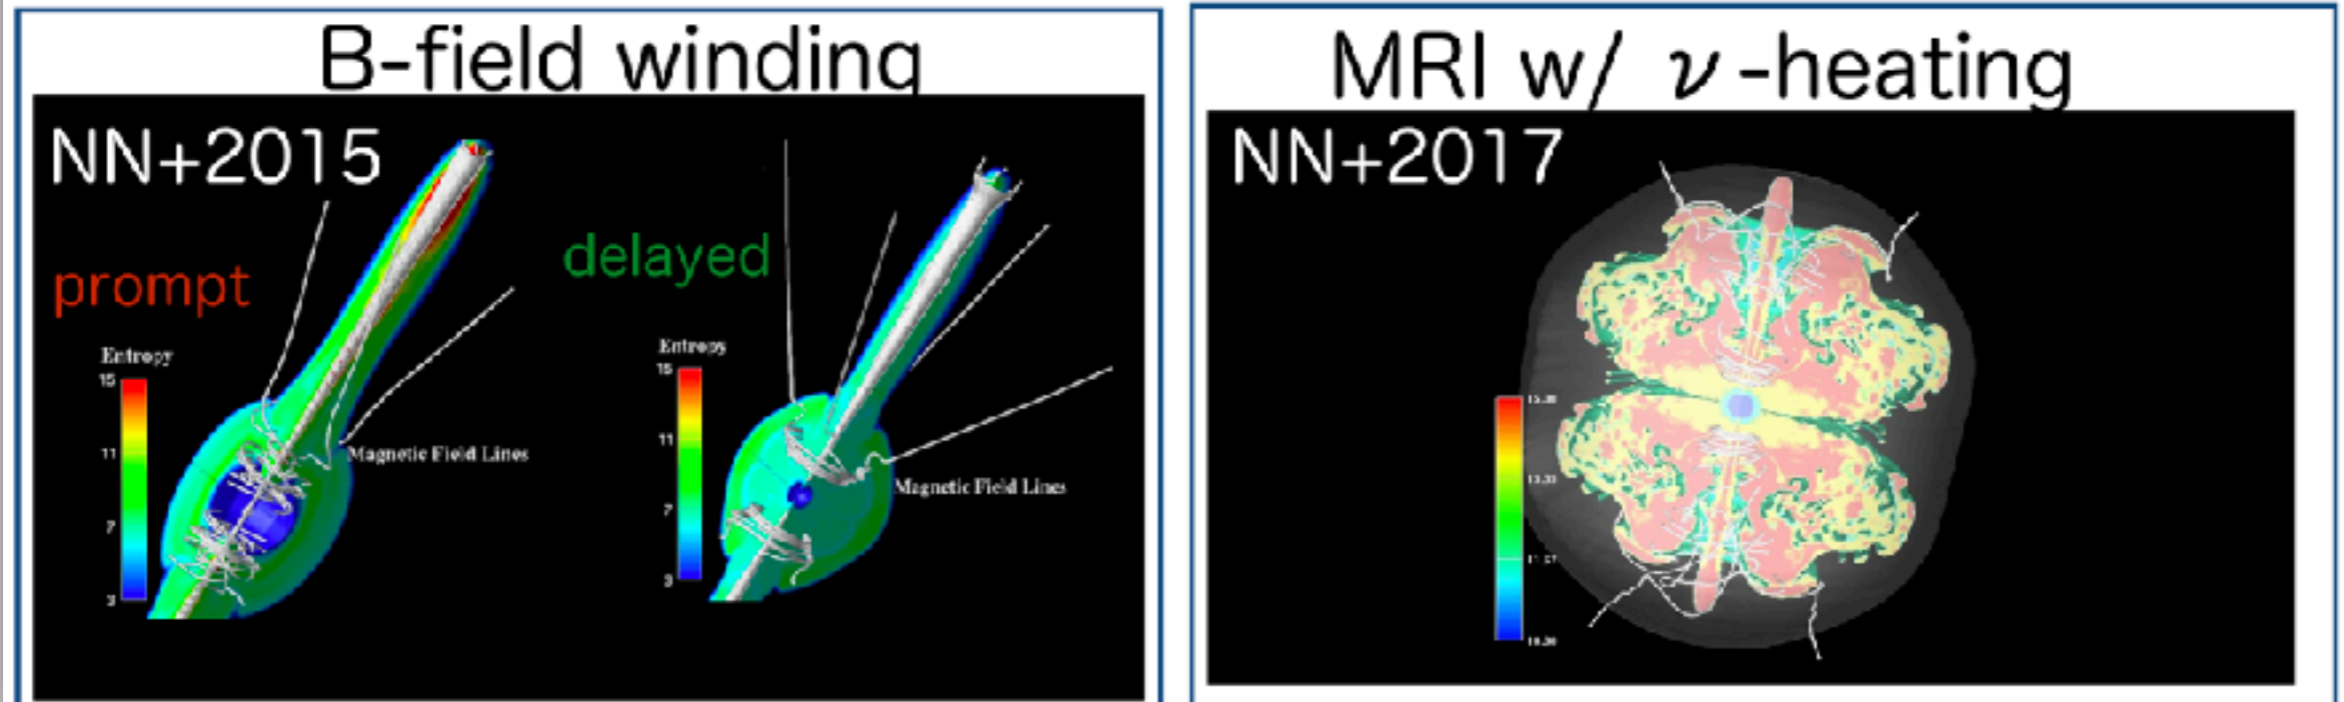 B-field winding
NN+2015
prompt
Entropy
15
11
7
3
Magnetic Field Lines
delayed
Entropy
15
11
7
3
Magnetic Field Lines
MRI w/ ν-heating
NN+2017